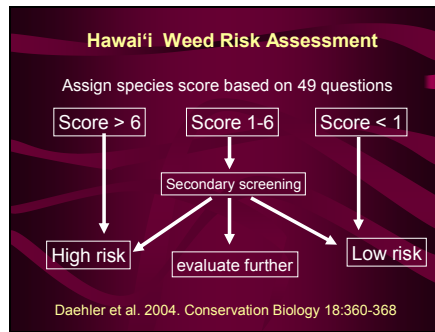 Hawai‘i Weed Risk Assessment
Assign species score based on 49 questions
Score > 6 Score 1-6 Score < 1
Secondary screening
High risk evaluate further Low risk
Daehler et al. 2004. Conservation Biology 18:360-368